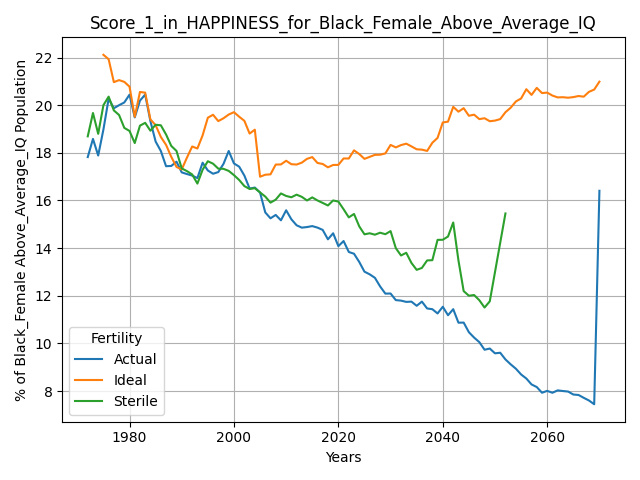 Score_1_in_HAPPINESS_for_Black_Female_Above_Average_IQ
% of Black_Female Above_Average_IQ Population
22
20
18
16
14
12
10
8
Fertility
Actual
Ideal
Sterile
1980 2000 2020 2040 2060
Years